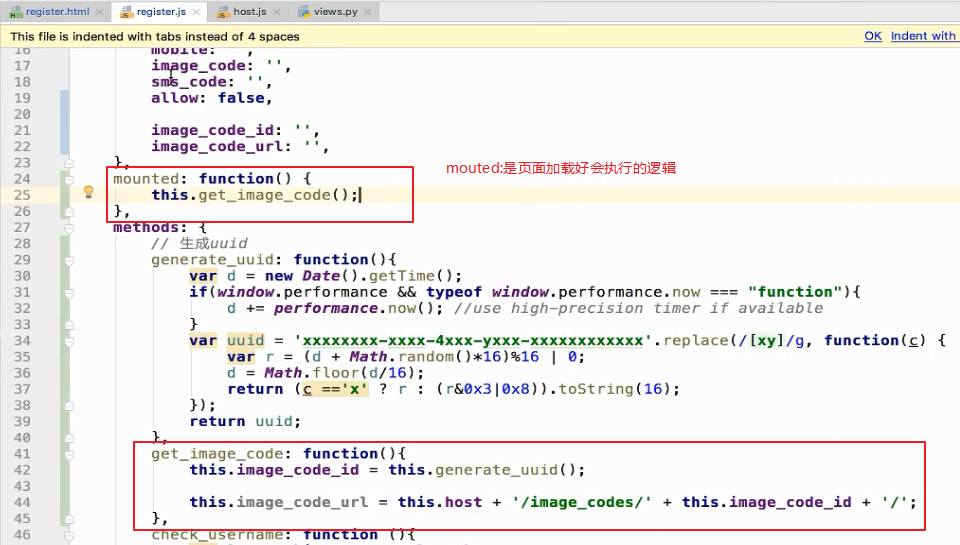 register.html register.js host.js views.py
This file is indented with tabs instead of 4 spaces OK Indent with
16 mobile: '',
17 image_code: '',
18 sms_code: '',
19 allow: false,
20
21 image_code_id: '',
22 image_code_url: '',
23 },
24 mounted: function() { mouted:是页面加载好会执行的逻辑
25 this.get_image_code();
26 },
27 methods: {
28 // 生成uuid
29 generate_uuid: function(){
30 var d = new Date().getTime();
31 if(window.performance && typeof window.performance.now === "function"){
32 d += performance.now(); //use high-precision timer if available
33 }
34 var uuid = 'xxxxxxxx-xxxx-4xxx-yxxx-xxxxxxxxxxxx'.replace(/[xy]/g, function(c) {
35 var r = (d + Math.random()*16)%16 | 0;
36 d = Math.floor(d/16);
37 return (c =='x' ? r : (r&0x3|0x8)).toString(16);
38 });
39 return uuid;
40 },
41 get_image_code: function(){
42 this.image_code_id = this.generate_uuid();
43
44 this.image_code_url = this.host + '/image_codes/' + this.image_code_id + '/';
45 },
46 check_username: function (){